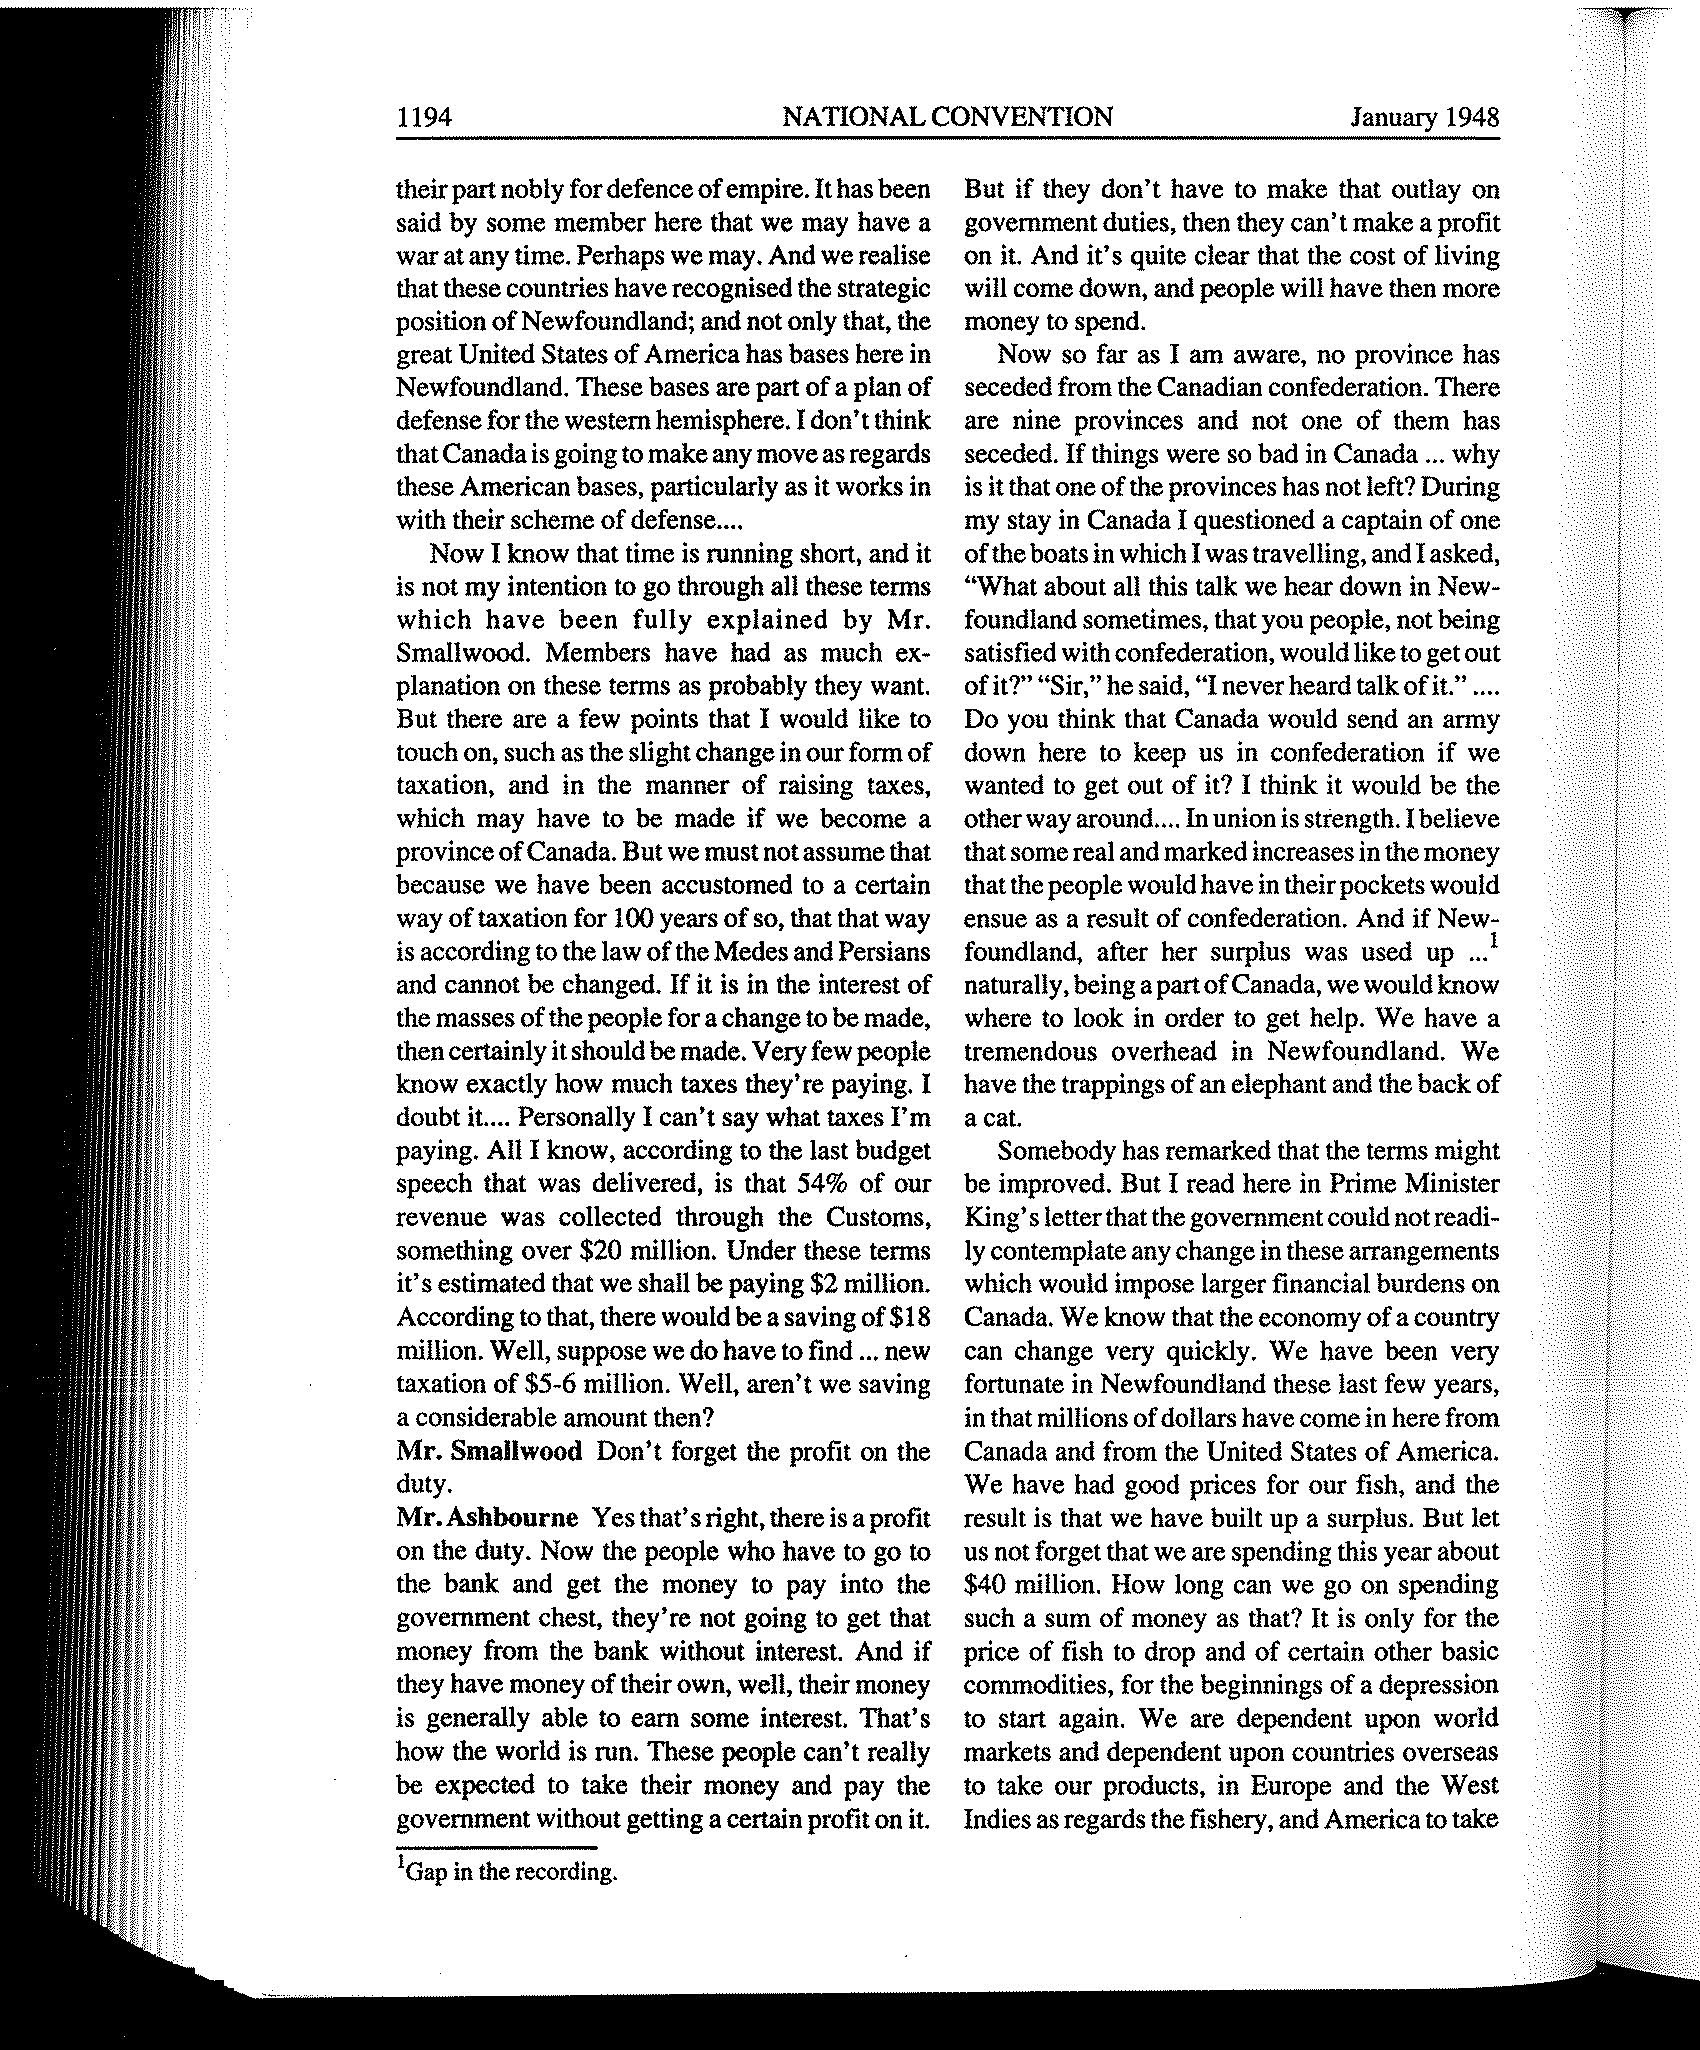 1194 NATIONAL CONVENTION January 1948
their part nobly for defence of empire. It has been
said by some member here that we may have a
war at any time. Perhaps we may. And we realise
that these countries have recognised the strategic
position of Newfoundland; and not only that, the
great United States of America has bases here in
Newfoundland. These bases are part of a plan of
defense for the western hemisphere. I don't think
that Canada is going to make any move as regards
these American bases, particularly as it works in
with their scheme of defense....
Now I know that time is running short, and it
is not my intention to go through all these terms
which have been fully explained by Mr.
Smallwood. Members have had as much ex-
planation on these terms as probably they want.
But there are a few points that I would like to
touch on, such as the slight change in our form of
taxation, and in the manner of raising taxes,
which may have to be made if we become a
province of Canada. But we must not assume that
because we have been accustomed to a certain
way of taxation for 100 years of so, that that way
is according to the law of the Medes and Persians
and cannot be changed. If it is in the interest of
the masses of the people for a change to be made,
then certainly it should be made. Very few people
know exactly how much taxes they're paying. I
doubt it.... Personally I can't say what taxes I'm
paying. All I know, according to the last budget
speech that was delivered, is that 54% of our
revenue was collected through the Customs,
something over $20 million. Under these terms
it's estimated that we shall be paying $2 million.
According to that, there would be a saving of $18
million. Well, suppose we do have to find ... new
taxation of $5-6 million. Well, aren't we saving
a considerable amount then?
Mr. Smallwood Don't forget the profit on the
duty.
Mr. Ashbourne Yes that's right, there is a profit
on the duty. Now the people who have to go to
the bank and get the money to pay into the
government chest, they're not going to get that
money from the bank without interest. And if
they have money of their own, well, their money
is generally able to earn some interest. That's
how the world is run. These people can't really
be expected to take their money and pay the
government without getting a certain profit on it.
But if they don't have to make that outlay on
government duties, then they can't make a profit
on it. And it's quite clear that the cost of living
will come down, and people will have then more
money to spend.
Now so far as I am aware, no province has
seceded from the Canadian confederation. There
are nine provinces and not one of them has
seceded. If things were so bad in Canada ... why
is it that one of the provinces has not left? During
my stay in Canada I questioned a captain of one
of the boats in which I was travelling, and I asked,
"What about all this talk we hear down in New-
foundland sometimes, that you people, not being
satisfied with confederation, would like to get out
of it?" "Sir," he said, "I never heard talk of it." ....
Do you think that Canada would send an army
down here to keep us in confederation if we
wanted to get out of it? I think it would be the
other way around.... In union is strength. I believe
that some real and marked increases in the money
that the people would have in their pockets would
ensue as a result of confederation. And if New-
foundland, after her surplus was used up ...1
naturally, being a part of Canada, we would know
where to look in order to get help. We have a
tremendous overhead in Newfoundland. We
have the trappings of an elephant and the back of
a cat.
Somebody has remarked that the terms might
be improved. But I read here in Prime Minister
King's letter that the government could not readi-
ly contemplate any change in these arrangements
which would impose larger financial burdens on
Canada. We know that the economy of a country
can change very quickly. We have been very
fortunate in Newfoundland these last few years,
in that millions of dollars have come in here from
Canada and from the United States of America.
We have had good prices for our fish, and the
result is that we have built up a surplus. But let
us not forget that we are spending this year about
$40 million. How long can we go on spending
such a sum of money as that? It is only for the
price of fish to drop and of certain other basic
commodities, for the beginnings of a depression
to start again. We are dependent upon world
markets and dependent upon countries overseas
to take our products, in Europe and the West
Indies as regards the fishery, and America to take
1Gap in the recording.